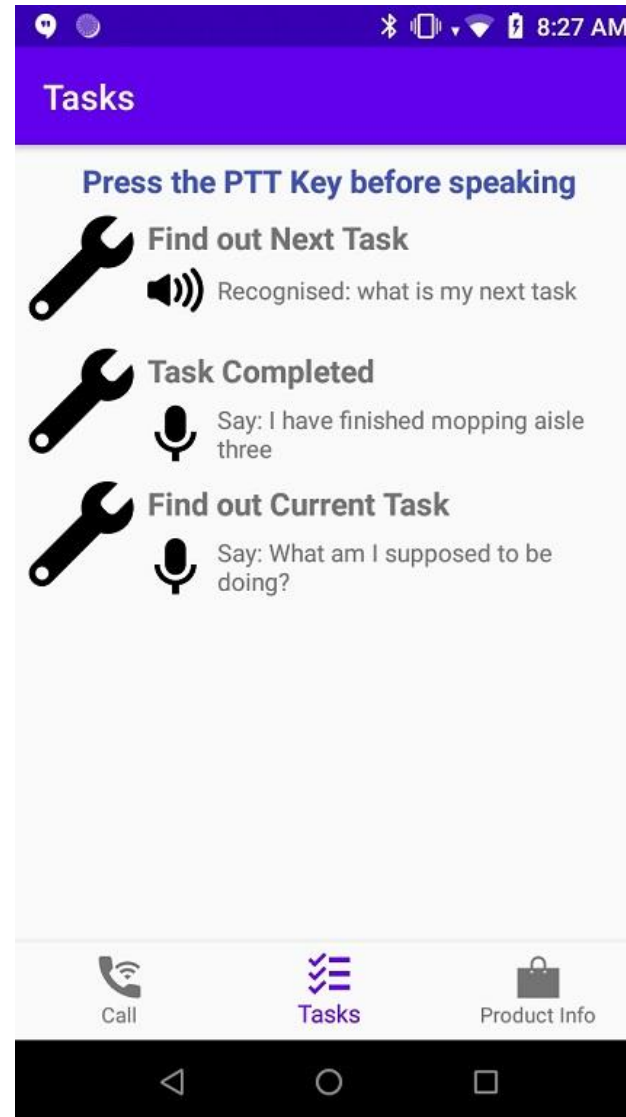 8:27 AM
Tasks
Press the PTT Key before speaking
Find out Next Task
Recognised: what is my next task
Task Completed
Say: I have finished mopping aisle
three
Find out Current Task
Say: What am I supposed to be
doing?
Call
Tasks
Product Info